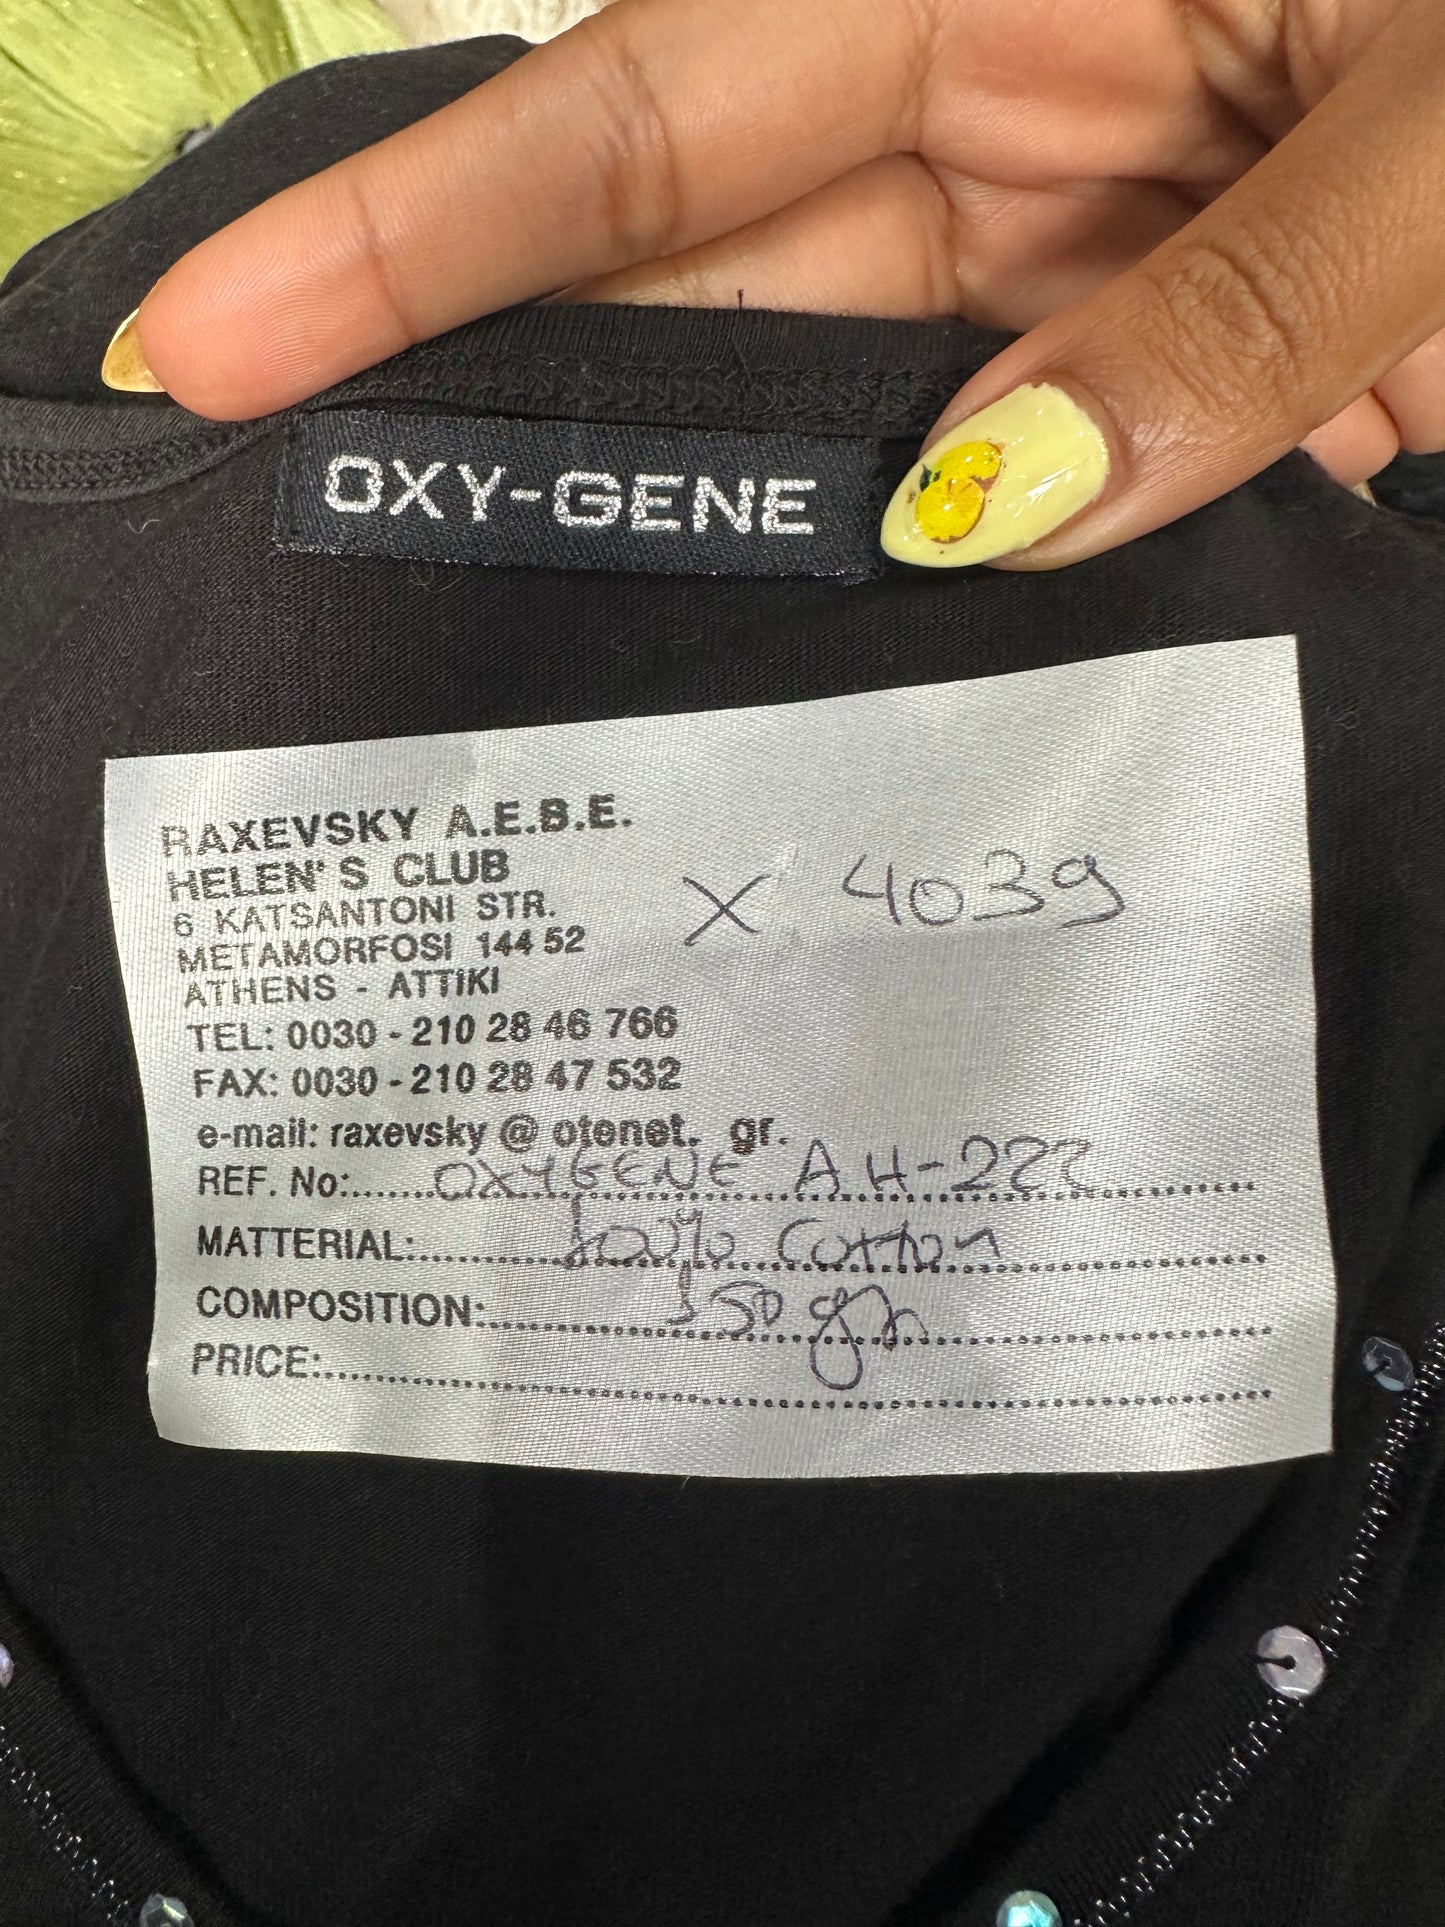 OXY-GENE
RAXEVSKY A.E.B.E.
HELEN'S CLUB
6 KATSANTONI STR.
METAMORFOSI 144 52
ATHENS - ATTIKI
X 4039
TEL: 0030 - 210 28 46 766
FAX: 0030 - 210 28 47 532
e-mail: raxevsky @ otenet. gr.
REF. No:.......OXYGENE AH-222
MATTERIAL:..........100% Cotton
COMPOSITION:..........150 gr
PRICE:..........